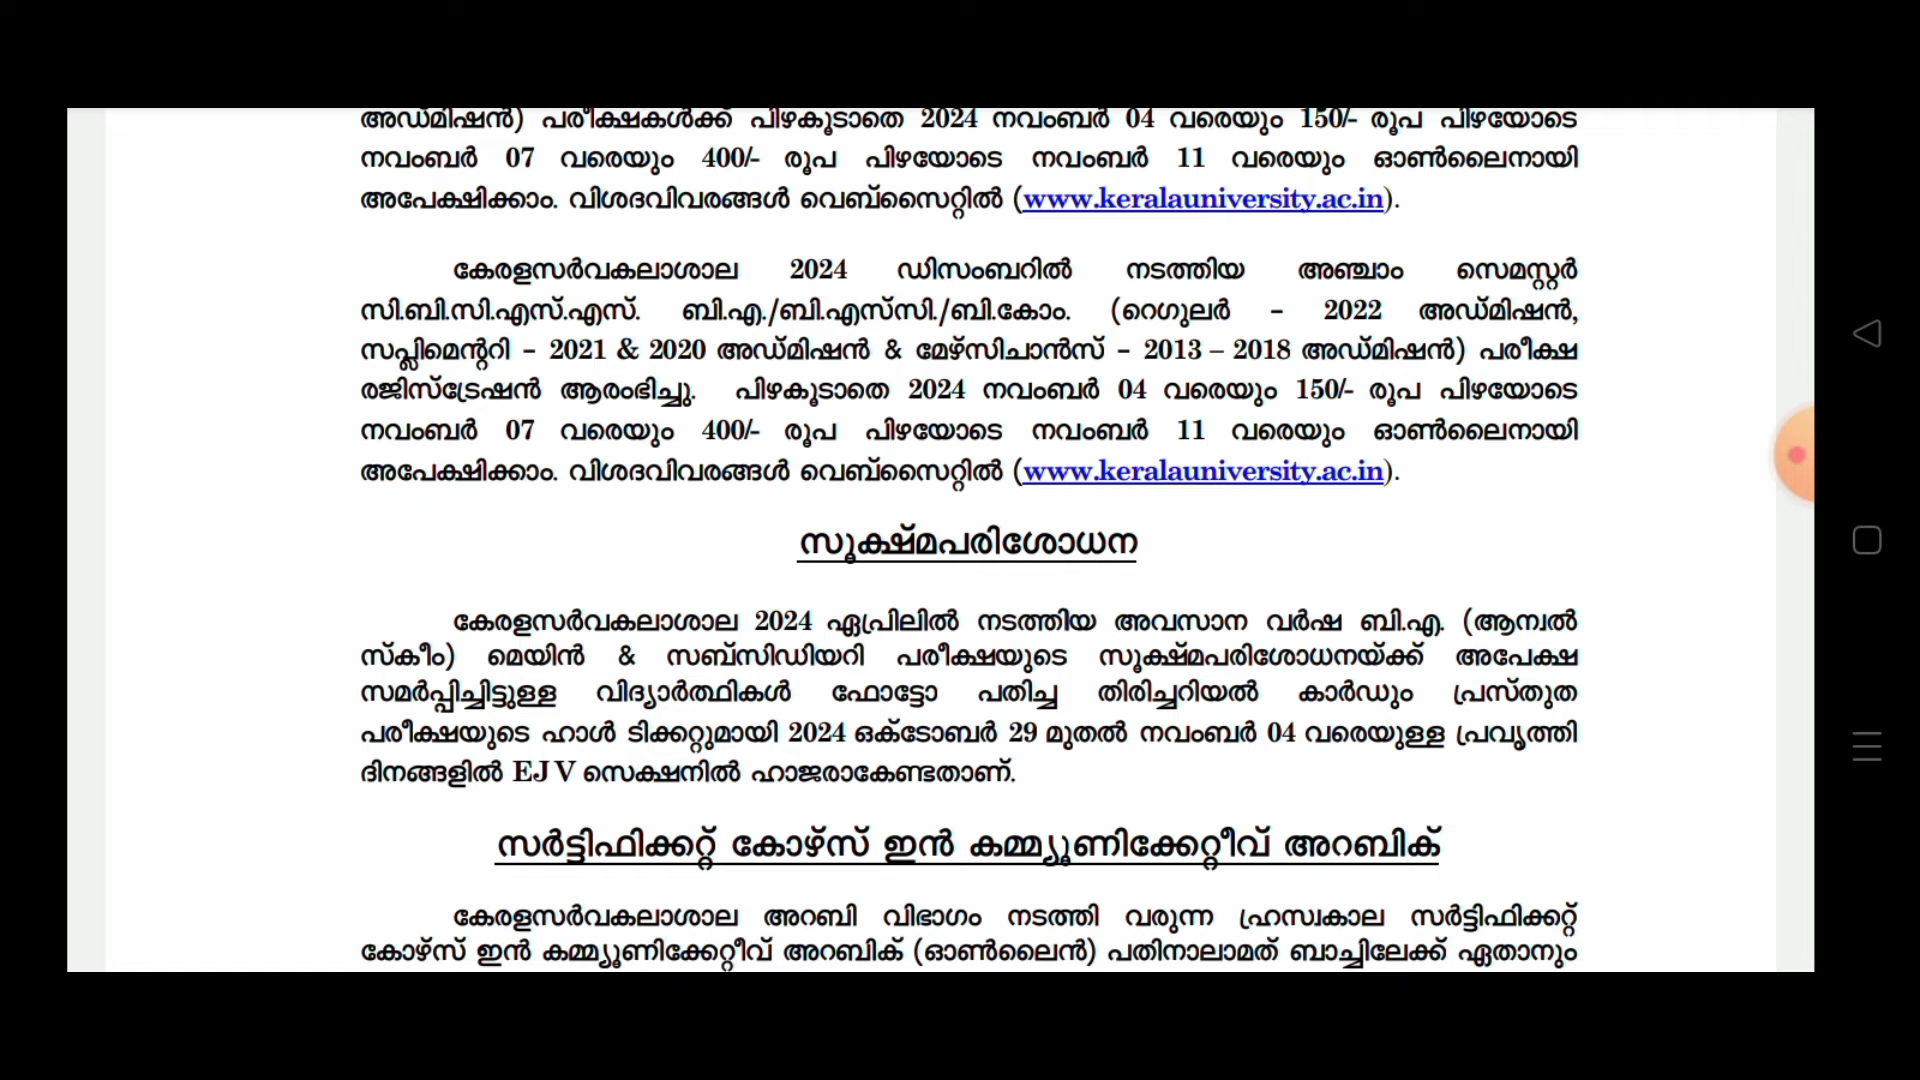 അഡ്മിഷൻ) പരീക്ഷകൾക്ക് പിഴകൂടാതെ 2024 നവംബർ 04 വരെയും 150/- രൂപ പിഴയോടെ
നവംബർ 07 വരെയും 400/- രൂപ പിഴയോടെ നവംബർ 11 വരെയും ഓൺലൈനായി
അപേക്ഷിക്കാം. വിശദവിവരങ്ങൾ വെബ്സൈറ്റിൽ (www.keralauniversity.ac.in).
കേരളസർവകലാശാല 2024 ഡിസംബറിൽ നടത്തിയ അഞ്ചാം സെമസ്റ്റർ
സി.ബി.സി.എസ്.എസ്. ബി.എ./ബി.എസ്‌സി./ബി.കോം. (റെഗുലർ – 2022 അഡ്മിഷൻ,
സപ്ലിമെന്ററി – 2021 & 2020 അഡ്മിഷൻ & മേഴ്സിചാൻസ് – 2013 – 2018 അഡ്മിഷൻ) പരീക്ഷ
രജിസ്ട്രേഷൻ ആരംഭിച്ചു. പിഴകൂടാതെ 2024 നവംബർ 04 വരെയും 150/- രൂപ പിഴയോടെ
നവംബർ 07 വരെയും 400/- രൂപ പിഴയോടെ നവംബർ 11 വരെയും ഓൺലൈനായി
അപേക്ഷിക്കാം. വിശദവിവരങ്ങൾ വെബ്സൈറ്റിൽ (www.keralauniversity.ac.in).
സൂക്ഷ്മപരിശോധന
കേരളസർവകലാശാല 2024 ഏപ്രിലിൽ നടത്തിയ അവസാന വർഷ ബി.എ. (ആന്വൽ
സ്കീം) മെയിൻ & സബ്സിഡിയറി പരീക്ഷയുടെ സൂക്ഷ്മപരിശോധനയ്ക്ക് അപേക്ഷ
സമർപ്പിച്ചിട്ടുള്ള വിദ്യാർത്ഥികൾ ഫോട്ടോ പതിച്ച തിരിച്ചറിയൽ കാർഡും പ്രസ്തുത
പരീക്ഷയുടെ ഹാൾ ടിക്കറ്റുമായി 2024 ഒക്ടോബർ 29 മുതൽ നവംബർ 04 വരെയുള്ള പ്രവൃത്തി
ദിനങ്ങളിൽ EJ V സെക്ഷനിൽ ഹാജരാകേണ്ടതാണ്.
സർട്ടിഫിക്കറ്റ് കോഴ്സ് ഇൻ കമ്മ്യൂണിക്കേറ്റീവ് അറബിക്
കേരളസർവകലാശാല അറബി വിഭാഗം നടത്തി വരുന്ന ഹ്രസ്വകാല സർട്ടിഫിക്കറ്റ്
കോഴ്സ് ഇൻ കമ്മ്യൂണിക്കേറ്റീവ് അറബിക് (ഓൺലൈൻ) പതിനാലാമത് ബാച്ചിലേക്ക് ഏതാനും